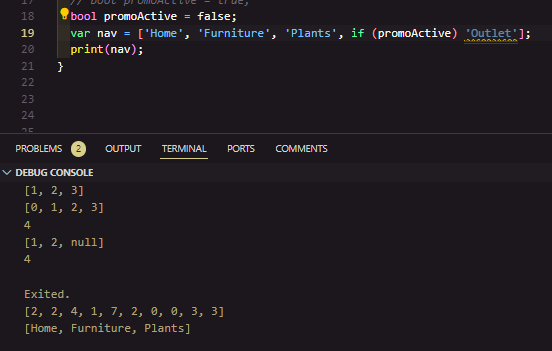 17 // bool promoActive = true;
18 bool promoActive = false;
19 var nav = ['Home', 'Furniture', 'Plants', if (promoActive) 'Outlet'];
20 print(nav);
21 }
22
23
24
25
PROBLEMS 2 OUTPUT TERMINAL PORTS COMMENTS
DEBUG CONSOLE
[1, 2, 3]
[0, 1, 2, 3]
4
[1, 2, null]
4
Exited.
[2, 2, 4, 1, 7, 2, 0, 0, 3, 3]
[Home, Furniture, Plants]